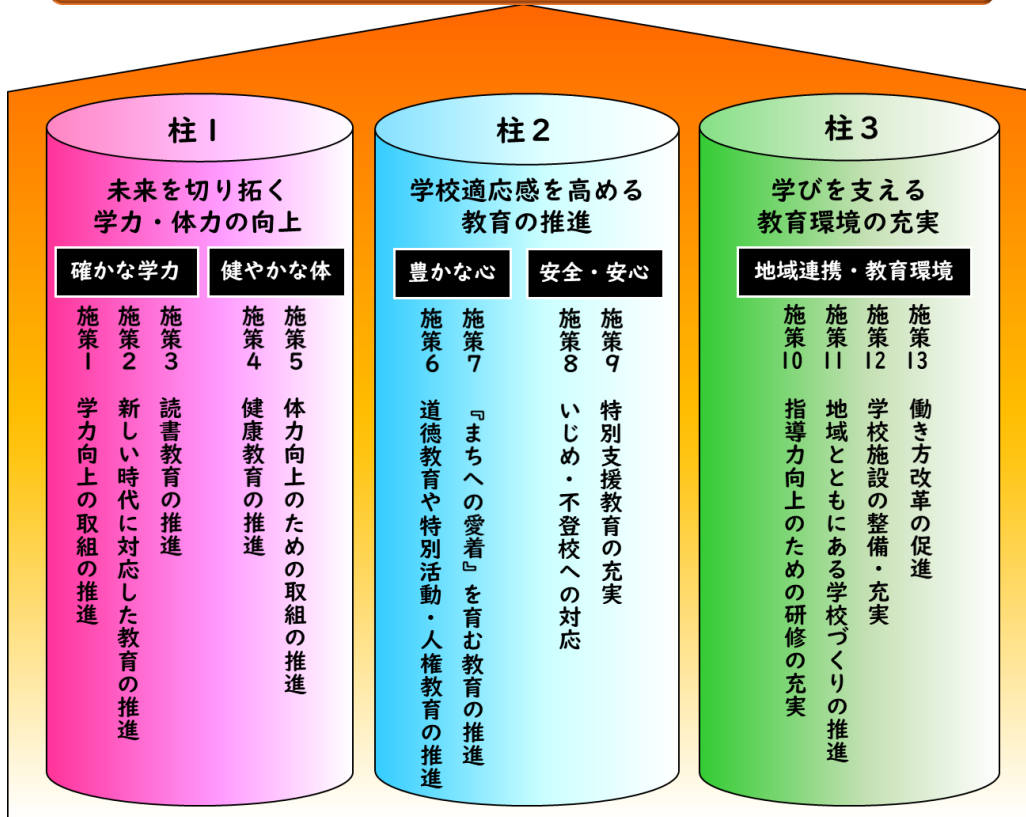 柱1
未来を切り拓く
学力・体力の向上
確かな学力
施策1 学力向上の取組の推進
施策2 新しい時代に対応した教育の推進
施策3 読書教育の推進
健やかな体
施策4 健康教育の推進
施策5 体力向上のための取組の推進
柱2
学校適応感を高める
教育の推進
豊かな心
施策6 道徳教育や特別活動・人権教育の推進
施策7 『まちへの愛着』を育む教育の推進
安全・安心
施策8 いじめ・不登校への対応
施策9 特別支援教育の充実
柱3
学びを支える
教育環境の充実
地域連携・教育環境
施策10 指導力向上のための研修の充実
施策11 地域とともにある学校づくりの推進
施策12 学校施設の整備・充実
施策13 働き方改革の促進